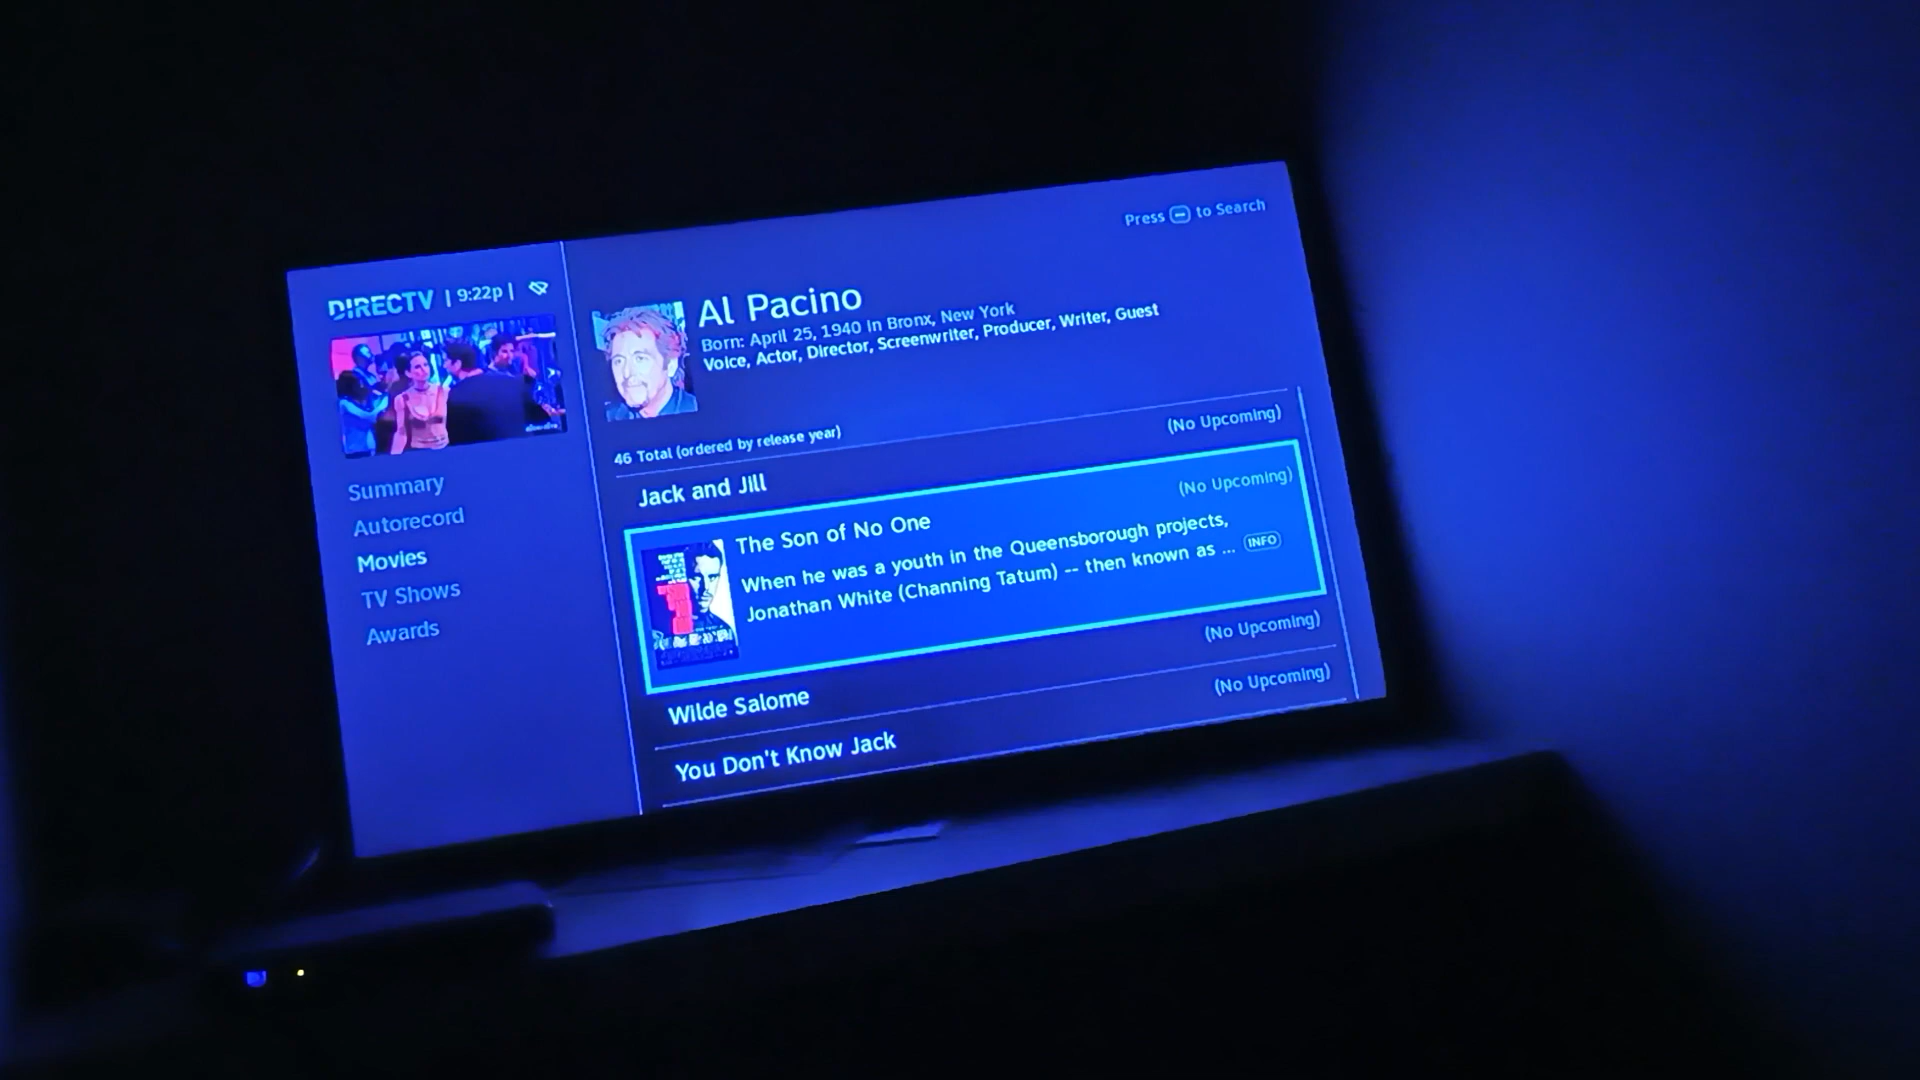 Press to Search
DIRECTV | 9:22p |
Al Pacino
Born: April 25, 1940 in Bronx, New York
Voice, Actor, Director, Screenwriter, Producer, Writer, Guest
Summary
Autorecord
Movies
TV Shows
Awards
46 Total (ordered by release year)
Jack and Jill (No Upcoming)
The Son of No One (No Upcoming)
When he was a youth in the Queensborough projects,
Jonathan White (Channing Tatum) -- then known as ... INFO
Wilde Salome (No Upcoming)
You Don't Know Jack (No Upcoming)